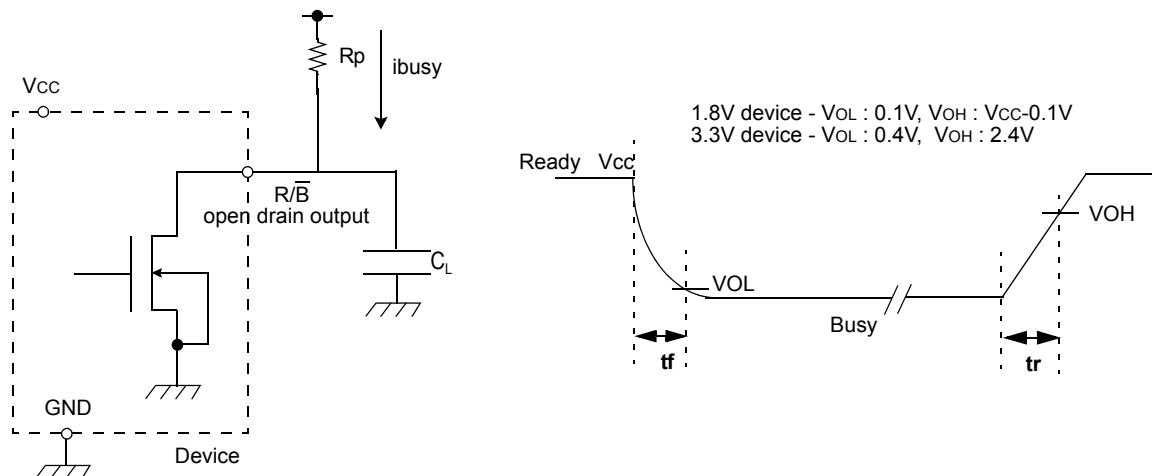 Rp
ibusy
VCC
1.8V device - VOL : 0.1V, VOH : VCC-0.1V
3.3V device - VOL : 0.4V, VOH : 2.4V
Ready Vcc
R/B̅
open drain output
VOH
CL
VOL
Busy
tf
tr
GND
Device